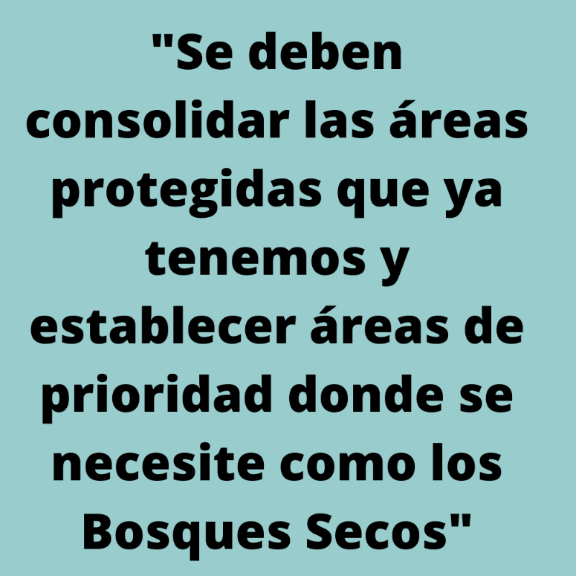 "Se deben
consolidar las áreas
protegidas que ya
tenemos y
establecer áreas de
prioridad donde se
necesite como los
Bosques Secos"